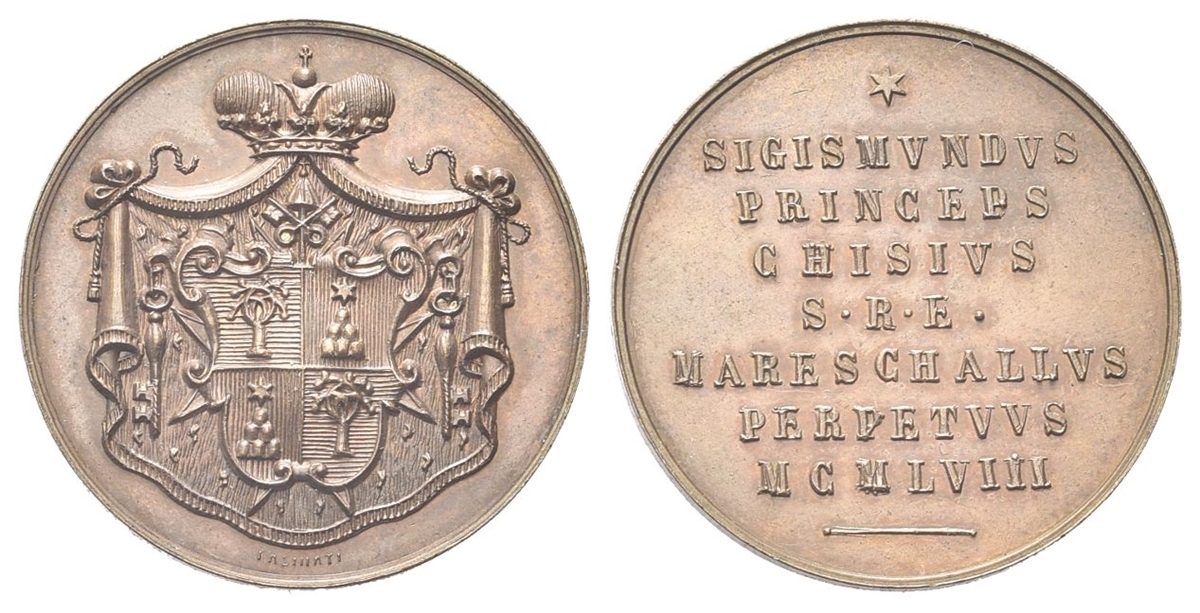 SIGISMVNDVS
PRINCEPS
CHISIVS
S·R·E·
MARESCHALLVS
PERPETVVS
MCMLVIII